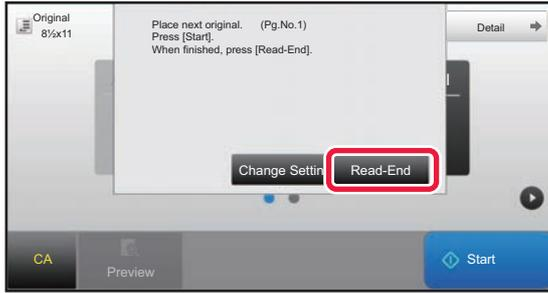 Original
8½x11
Place next original. (Pg.No.1)
Press [Start].
When finished, press [Read-End].
Detail
Change Settin
Read-End
CA
Preview
Start